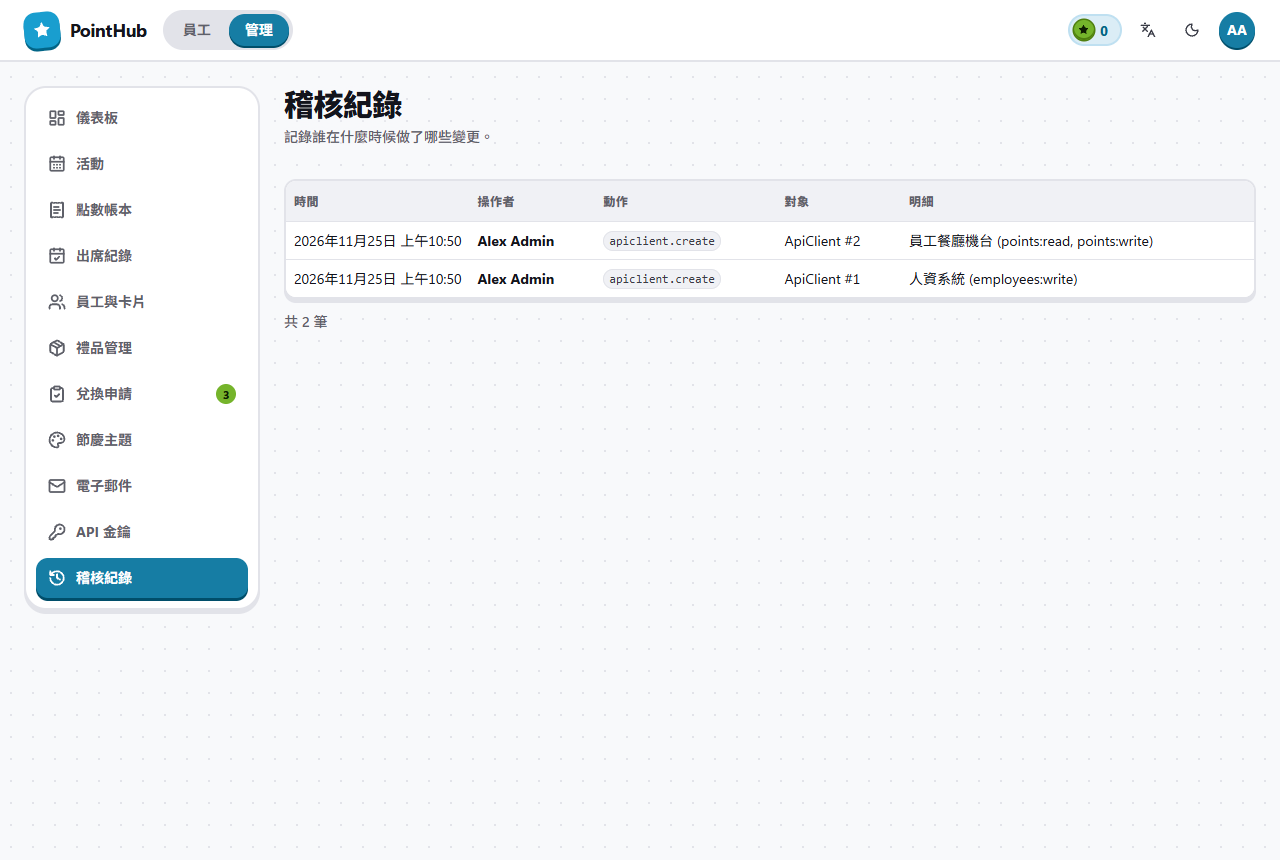 PointHub 員工 管理 0 AA
儀表板
活動
點數帳本
出席紀錄
員工與卡片
禮品管理
兌換申請 3
節慶主題
電子郵件
API 金鑰
稽核紀錄
稽核紀錄
記錄誰在什麼時候做了哪些變更。
時間 操作者 動作 對象 明細
2026年11月25日 上午10:50 Alex Admin apiclient.create ApiClient #2 員工餐廳機台 (points:read, points:write)
2026年11月25日 上午10:50 Alex Admin apiclient.create ApiClient #1 人資系統 (employees:write)
共 2 筆